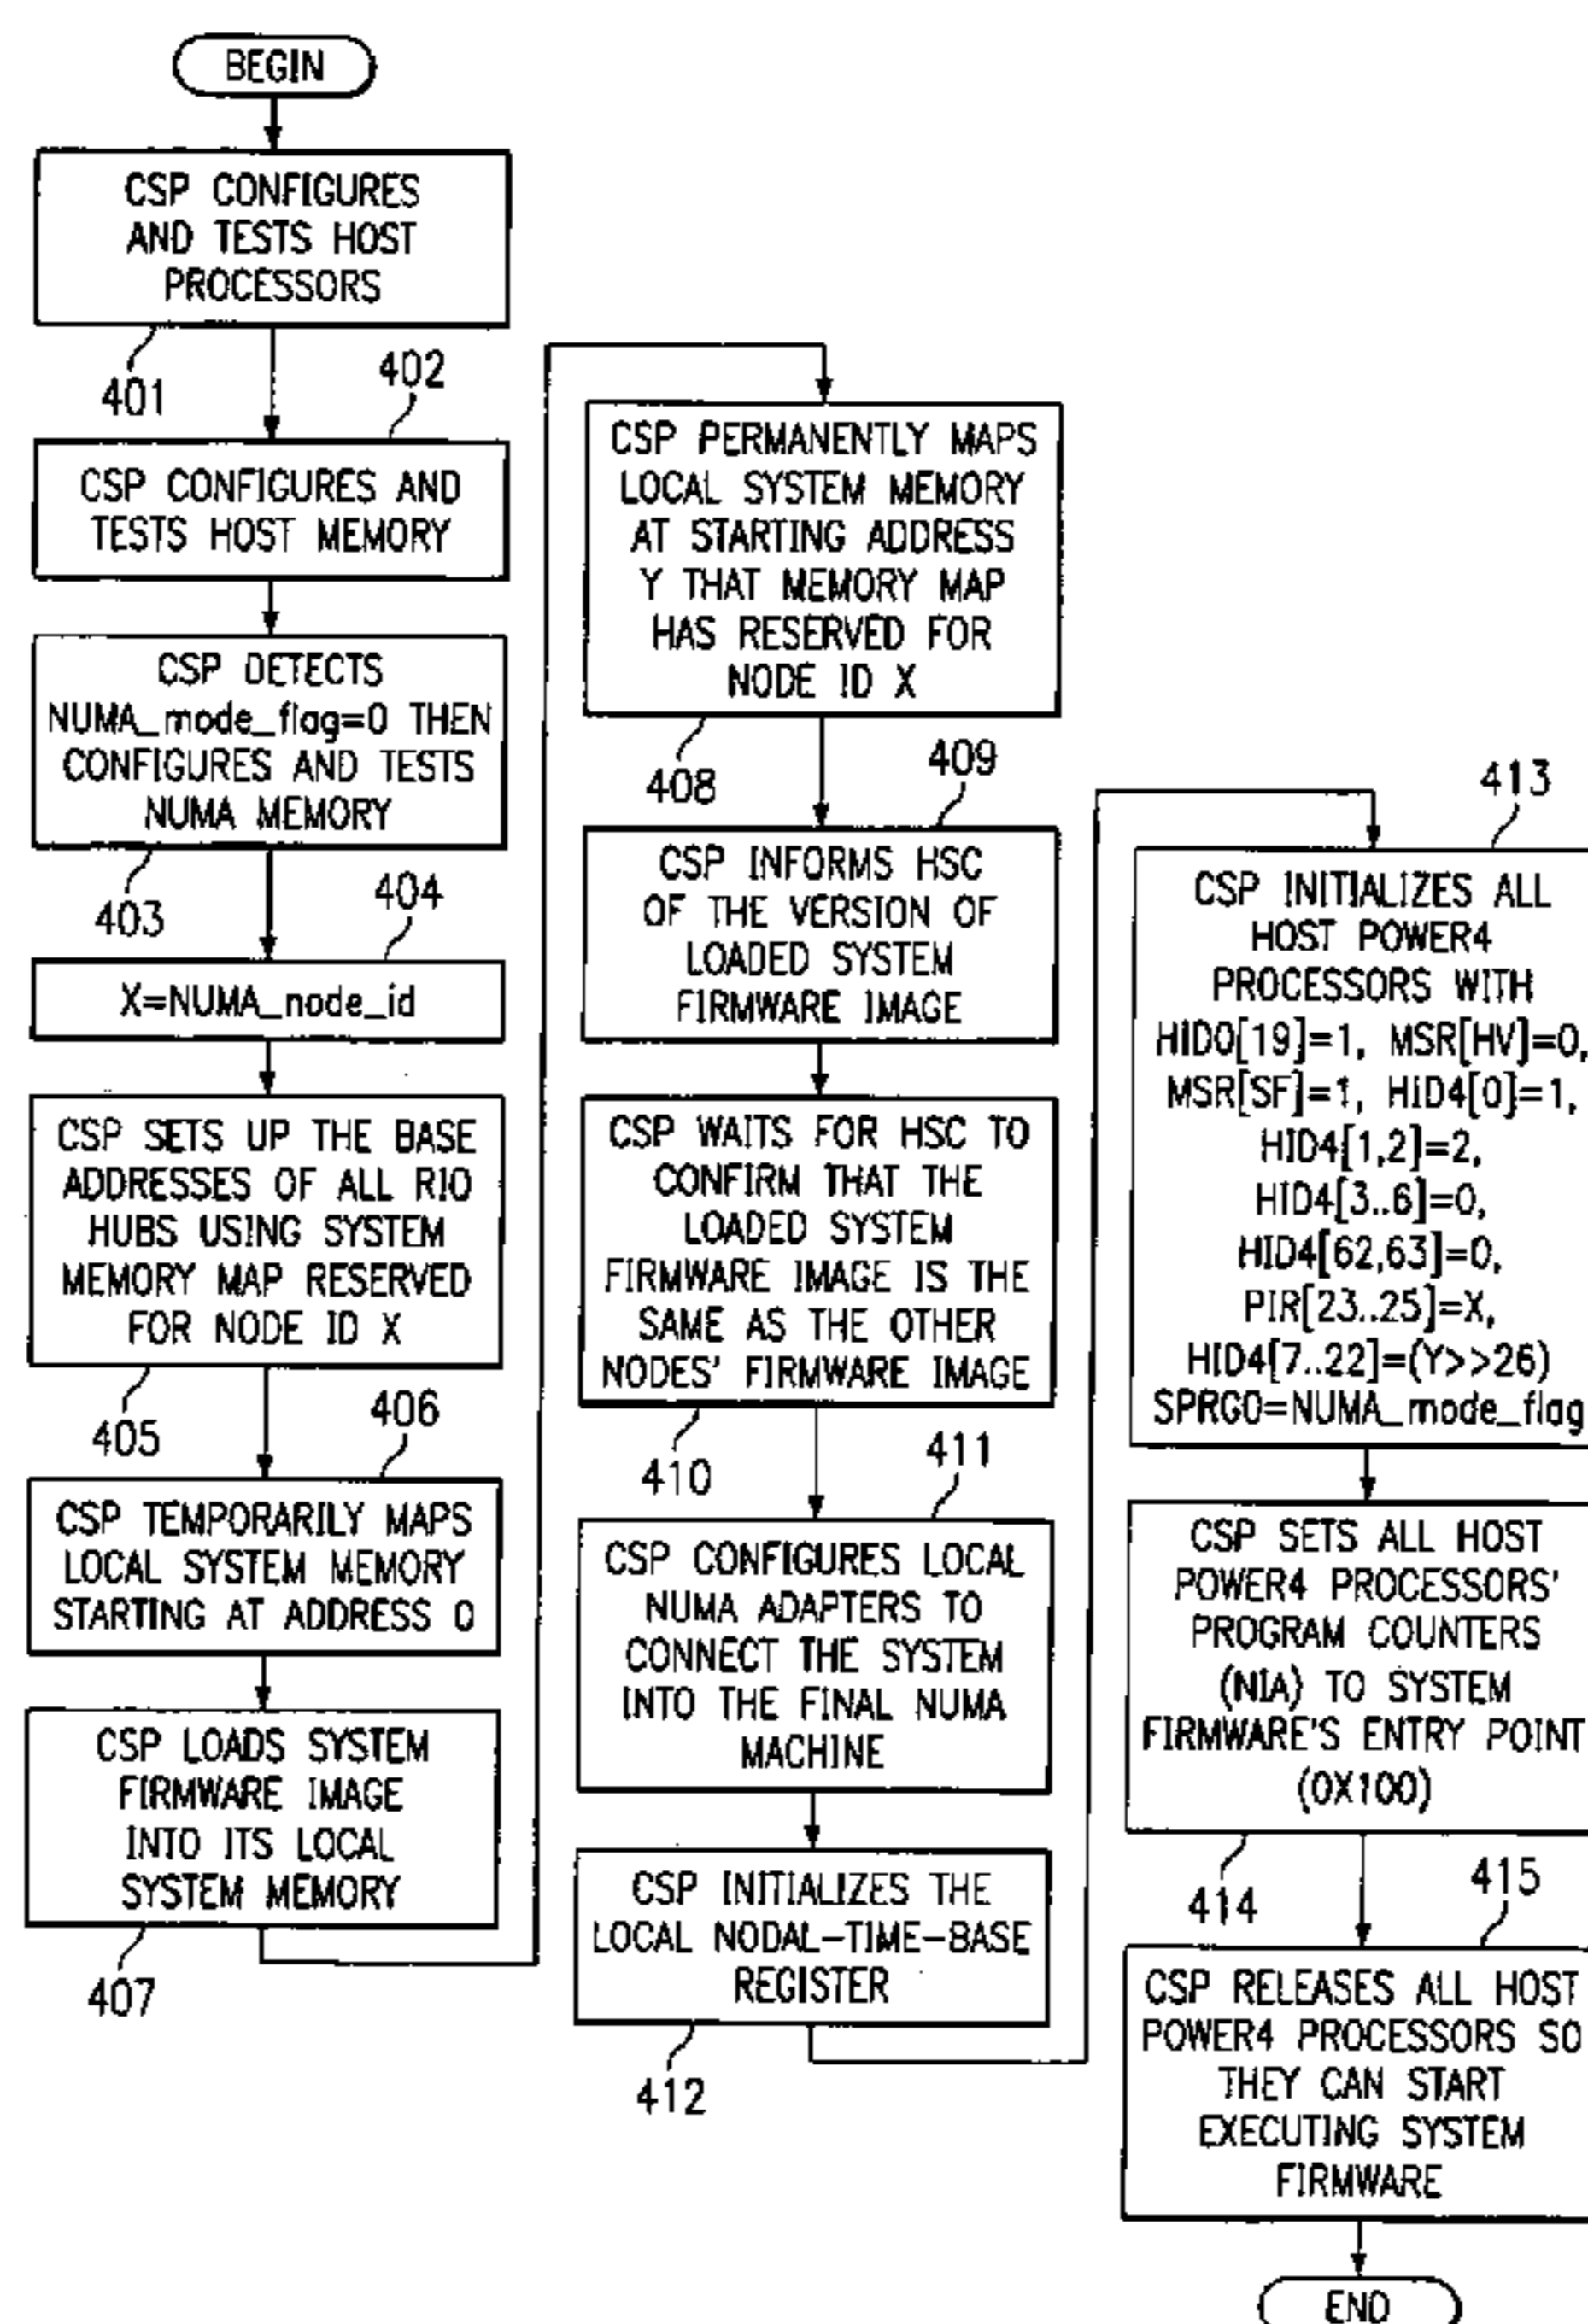 BEGIN
CSP CONFIGURES
AND TESTS HOST
PROCESSORS
401
402
CSP CONFIGURES AND
TESTS HOST MEMORY
CSP DETECTS
NUMA_mode_flag=0 THEN
CONFIGURES AND TESTS
NUMA MEMORY
403
404
X=NUMA_node_id
CSP SETS UP THE BASE
ADDRESSES OF ALL RIO
HUBS USING SYSTEM
MEMORY MAP RESERVED
FOR NODE ID X
405
406
CSP TEMPORARILY MAPS
LOCAL SYSTEM MEMORY
STARTING AT ADDRESS 0
CSP LOADS SYSTEM
FIRMWARE IMAGE
INTO ITS LOCAL
SYSTEM MEMORY
407
CSP PERMANENTLY MAPS
LOCAL SYSTEM MEMORY
AT STARTING ADDRESS
Y THAT MEMORY MAP
HAS RESERVED FOR
NODE ID X
408
409
CSP INFORMS HSC
OF THE VERSION OF
LOADED SYSTEM
FIRMWARE IMAGE
CSP WAITS FOR HSC TO
CONFIRM THAT THE
LOADED SYSTEM
FIRMWARE IMAGE IS THE
SAME AS THE OTHER
NODES' FIRMWARE IMAGE
410
411
CSP CONFIGURES LOCAL
NUMA ADAPTERS TO
CONNECT THE SYSTEM
INTO THE FINAL NUMA
MACHINE
CSP INITIALIZES THE
LOCAL NODAL-TIME-BASE
REGISTER
412
413
CSP INITIALIZES ALL
HOST POWER4
PROCESSORS WITH
HID0[19]=1, MSR[HV]=0,
MSR[SF]=1, HID4[0]=1,
HID4[1,2]=2,
HID4[3..6]=0,
HID4[62,63]=0,
PIR[23..25]=X,
HID4[7..22]=(Y>>26)
SPRG0=NUMA_mode_flag
CSP SETS ALL HOST
POWER4 PROCESSORS'
PROGRAM COUNTERS
(NIA) TO SYSTEM
FIRMWARE'S ENTRY POINT
(0X100)
414
415
CSP RELEASES ALL HOST
POWER4 PROCESSORS SO
THEY CAN START
EXECUTING SYSTEM
FIRMWARE
END